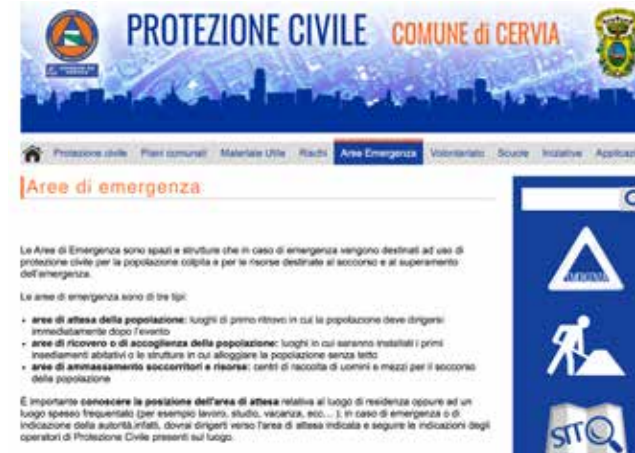 PROTEZIONE CIVILE COMUNE di CERVIA
Protezione civile Piani comunali Materiale Utile Rischi Aree Emergenza Volontariato Scuole Iniziative Applicaz
Aree di emergenza
Le Aree di Emergenza sono spazi e strutture che in caso di emergenza vengono destinati ad uso di
protezione civile per la popolazione colpita e per le risorse destinate al soccorso e al superamento
dell'emergenza.
Le aree di emergenza sono di tre tipi:
• aree di attesa della popolazione: luoghi di primo ritrovo in cui la popolazione deve dirigersi
immediatamente dopo l'evento
• aree di ricovero o di accoglienza della popolazione: luoghi in cui saranno installati i primi
insediamenti abitativi o le strutture in cui alloggiare la popolazione senza tetto
• aree di ammassamento soccorritori e risorse: centri di raccolta di uomini e mezzi per il soccorso
della popolazione
È importante conoscere la posizione dell'area di attesa relativa al luogo di residenza oppure ad un
luogo spesso frequentato (per esempio lavoro, studio, vacanza, ecc... ); in caso di emergenza o di
indicazione della autorità,infatti, dovrai dirigerti verso l'area di attesa indicata e seguire le indicazioni degli
operatori di Protezione Civile presenti sul luogo.
SITO